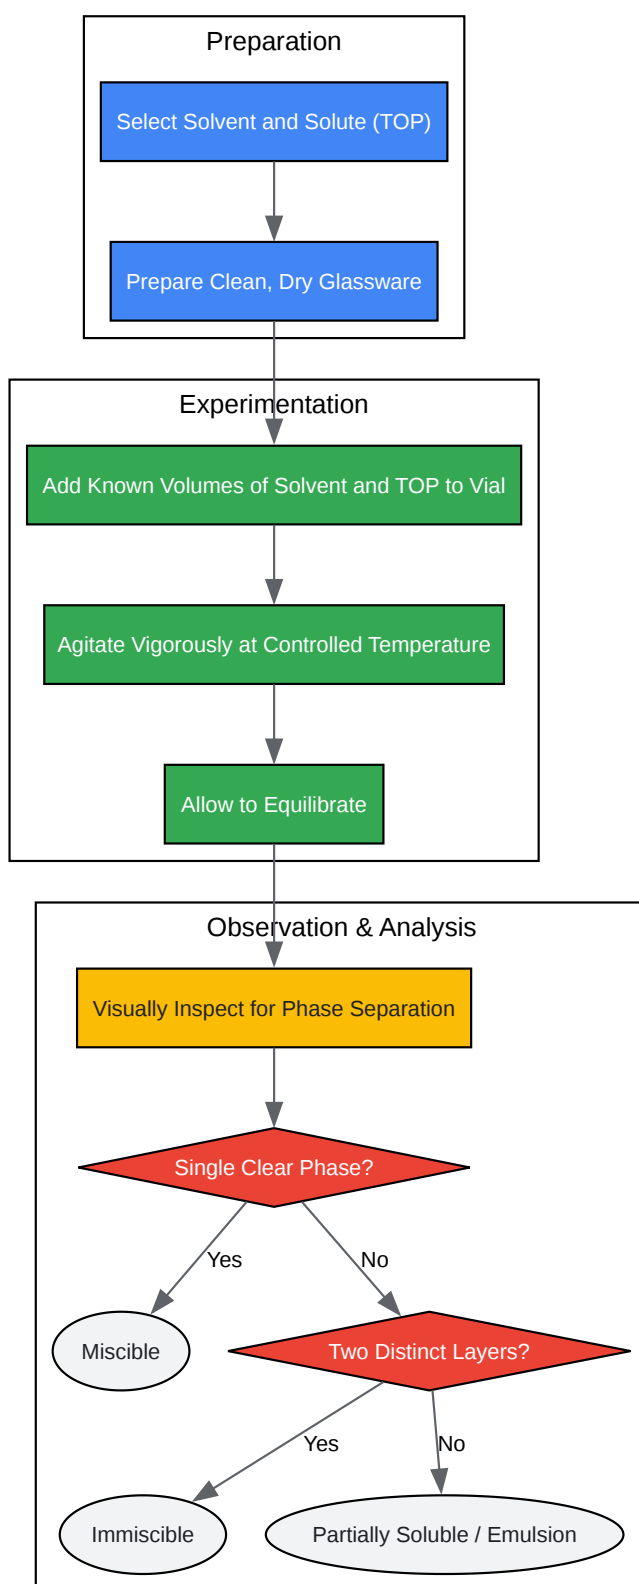 Preparation
Select Solvent and Solute (TOP)
Prepare Clean, Dry Glassware
Experimentation
Add Known Volumes of Solvent and TOP to Vial
Agitate Vigorously at Controlled Temperature
Allow to Equilibrate
Observation & Analysis
Visually Inspect for Phase Separation
Single Clear Phase?
Yes
No
Miscible
Two Distinct Layers?
Yes
No
Immiscible
Partially Soluble / Emulsion